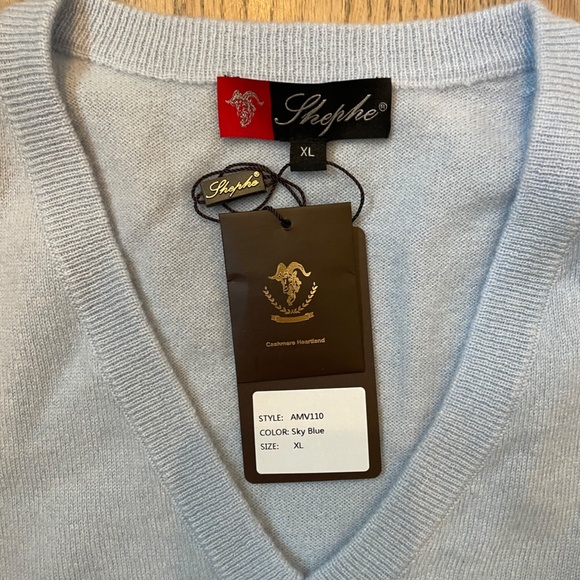 Shephe®
XL
Shephe®
Cashmere Heartland
STYLE: AMV110
COLOR: Sky Blue
SIZE: XL